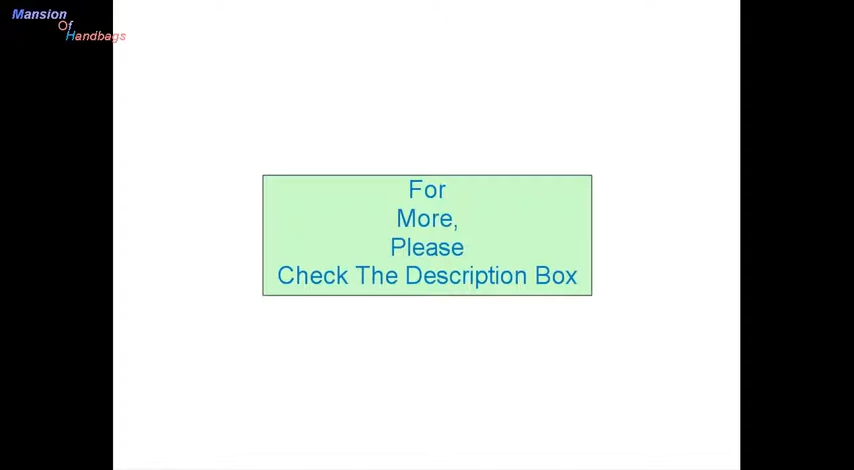 Mansion
Of
Handbags
For
More,
Please
Check The Description Box